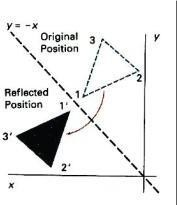 y = -x
Original
Position
y
3
2
1
Reflected
Position
1'
3'
2'
x